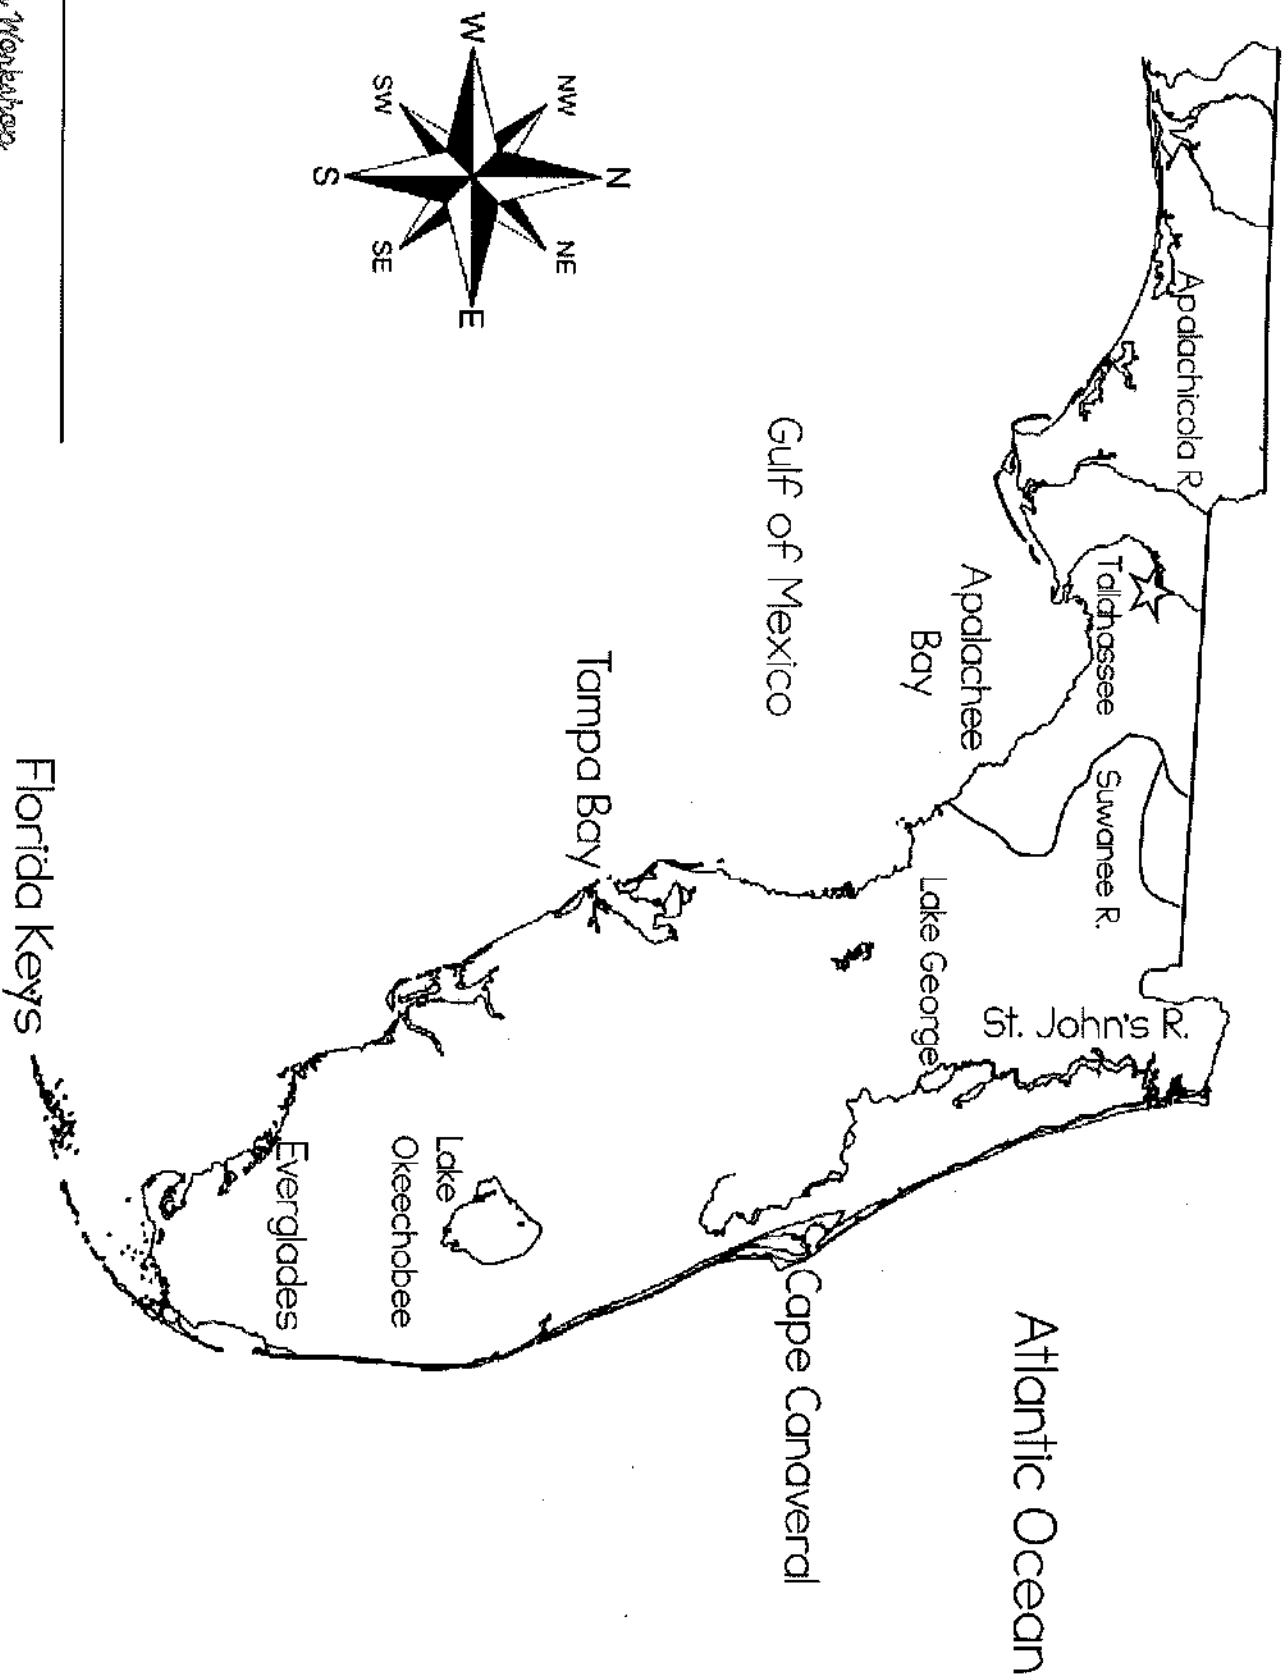 Apalachicola R
Tallahassee
Suwanee R.
St. John's R.
Apalachee
Bay
Lake George
Atlantic Ocean
Gulf of Mexico
Cape Canaveral
Tampa Bay
Lake
Okeechobee
Everglades
Florida Keys
N
NW
NE
W
E
SW
SE
S
Workshop